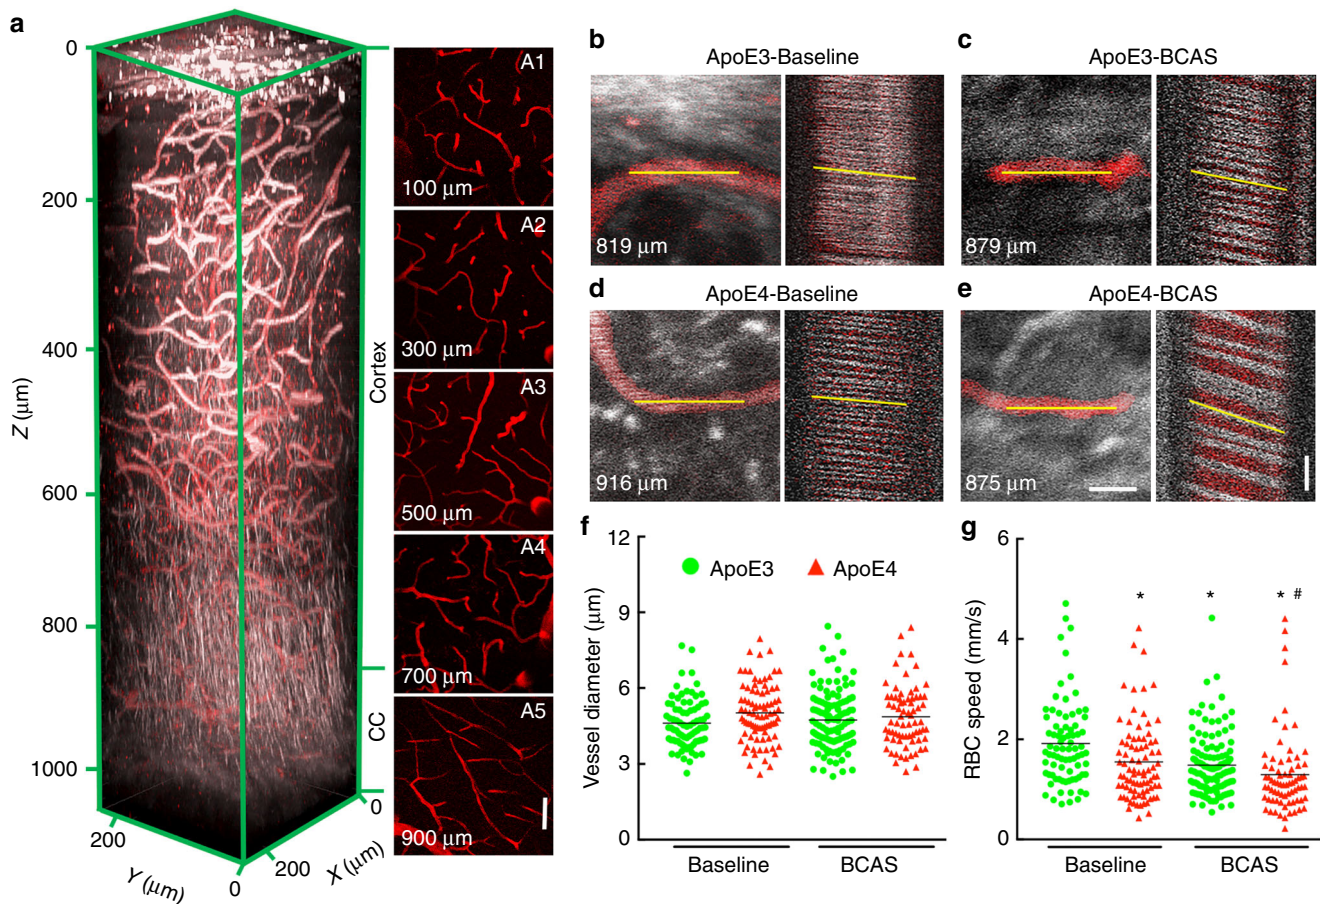 a
0
200
400
600
800
1000
Z (μm)
200
Y (μm)
0
200
X (μm)
0
Cortex
CC
A1
100 μm
A2
300 μm
A3
500 μm
A4
700 μm
A5
900 μm
b
ApoE3-Baseline
819 μm
c
ApoE3-BCAS
879 μm
d
ApoE4-Baseline
916 μm
e
ApoE4-BCAS
875 μm
f
12
9
6
3
0
Vessel diameter (μm)
ApoE3
ApoE4
Baseline
BCAS
g
6
4
2
0
RBC speed (mm/s)
*
*
* #
Baseline
BCAS